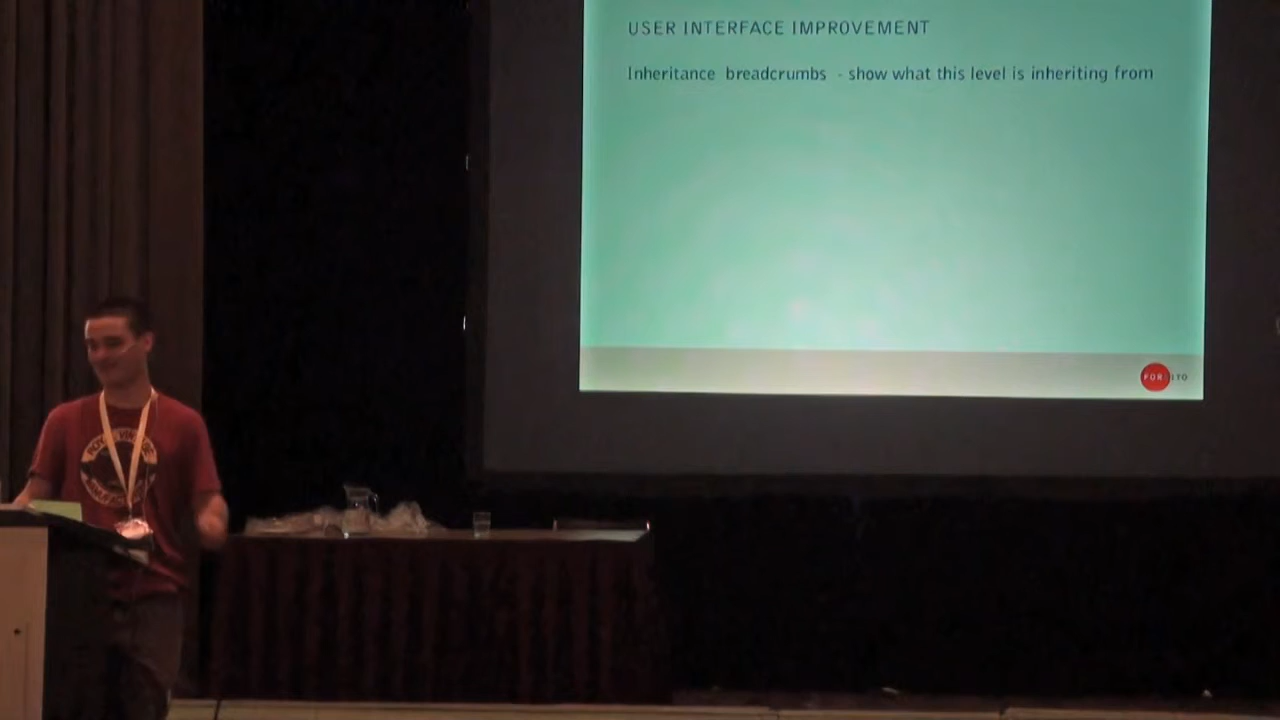 USER INTERFACE IMPROVEMENT
Inheritance breadcrumbs - show what this level is inheriting from